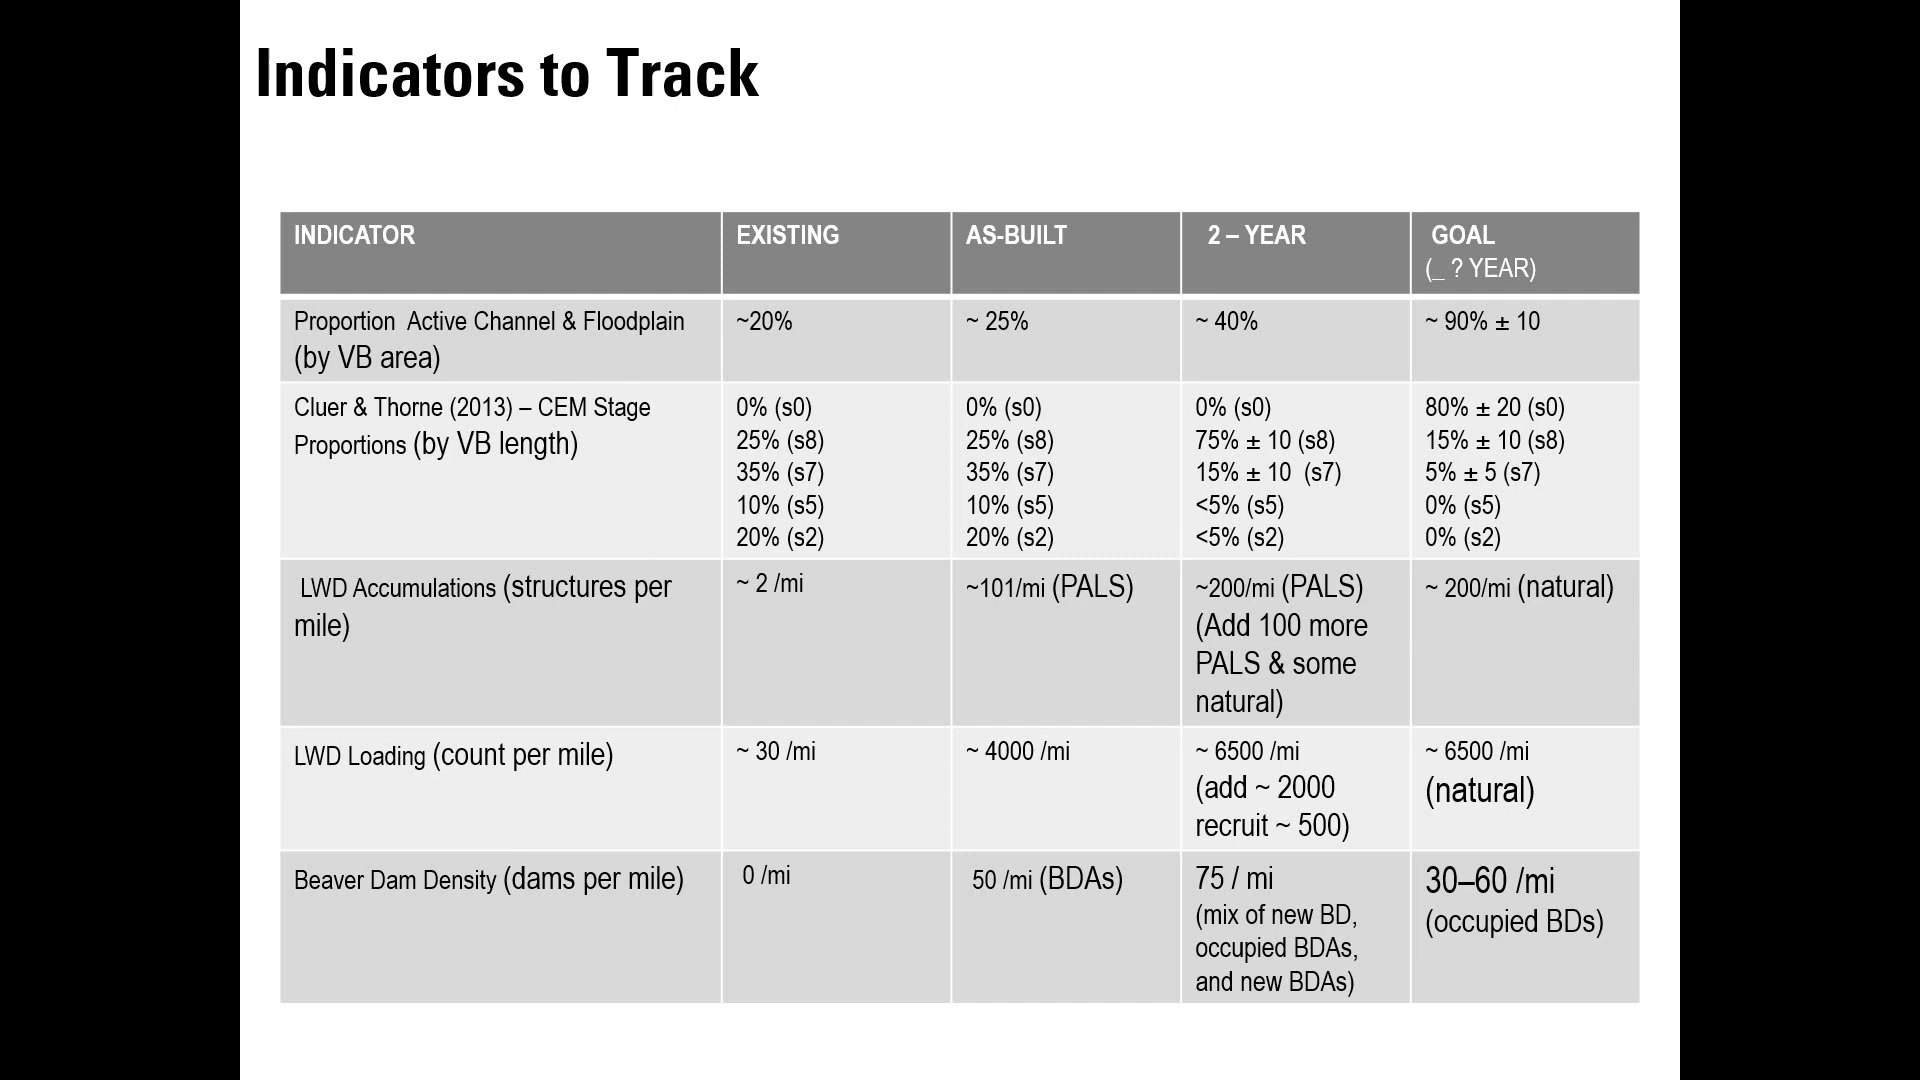 Indicators to Track
INDICATOR
EXISTING
AS-BUILT
2 – YEAR
GOAL
(_ ? YEAR)
Proportion Active Channel & Floodplain
(by VB area)
~20%
~ 25%
~ 40%
~ 90% ± 10
Cluer & Thorne (2013) – CEM Stage
Proportions (by VB length)
0% (s0)
25% (s8)
35% (s7)
10% (s5)
20% (s2)
0% (s0)
25% (s8)
35% (s7)
10% (s5)
20% (s2)
0% (s0)
75% ± 10 (s8)
15% ± 10 (s7)
<5% (s5)
<5% (s2)
80% ± 20 (s0)
15% ± 10 (s8)
5% ± 5 (s7)
0% (s5)
0% (s2)
LWD Accumulations (structures per
mile)
~ 2 /mi
~101/mi (PALS)
~200/mi (PALS)
(Add 100 more
PALS & some
natural)
~ 200/mi (natural)
LWD Loading (count per mile)
~ 30 /mi
~ 4000 /mi
~ 6500 /mi
(add ~ 2000
recruit ~ 500)
~ 6500 /mi
(natural)
Beaver Dam Density (dams per mile)
0 /mi
50 /mi (BDAs)
75 / mi
(mix of new BD,
occupied BDAs,
and new BDAs)
30–60 /mi
(occupied BDs)